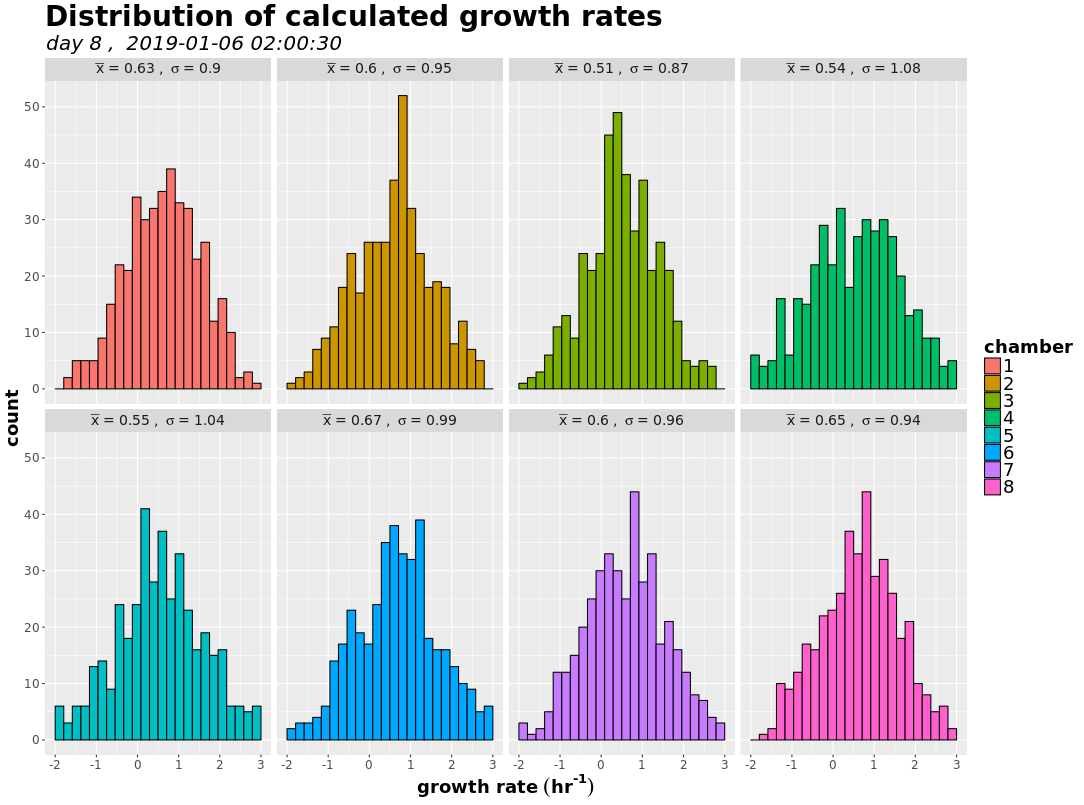 Distribution of calculated growth rates
day 8 ,  2019-01-06 02:00:30
x̅ = 0.63 ,  σ = 0.9
x̅ = 0.6 ,  σ = 0.95
x̅ = 0.51 ,  σ = 0.87
x̅ = 0.54 ,  σ = 1.08
50
40
30
20
10
0
x̅ = 0.55 ,  σ = 1.04
x̅ = 0.67 ,  σ = 0.99
x̅ = 0.6 ,  σ = 0.96
x̅ = 0.65 ,  σ = 0.94
50
40
30
20
10
0
-2 -1 0 1 2 3
-2 -1 0 1 2 3
-2 -1 0 1 2 3
-2 -1 0 1 2 3
growth rate (hr⁻¹)
count
chamber
1
2
3
4
5
6
7
8